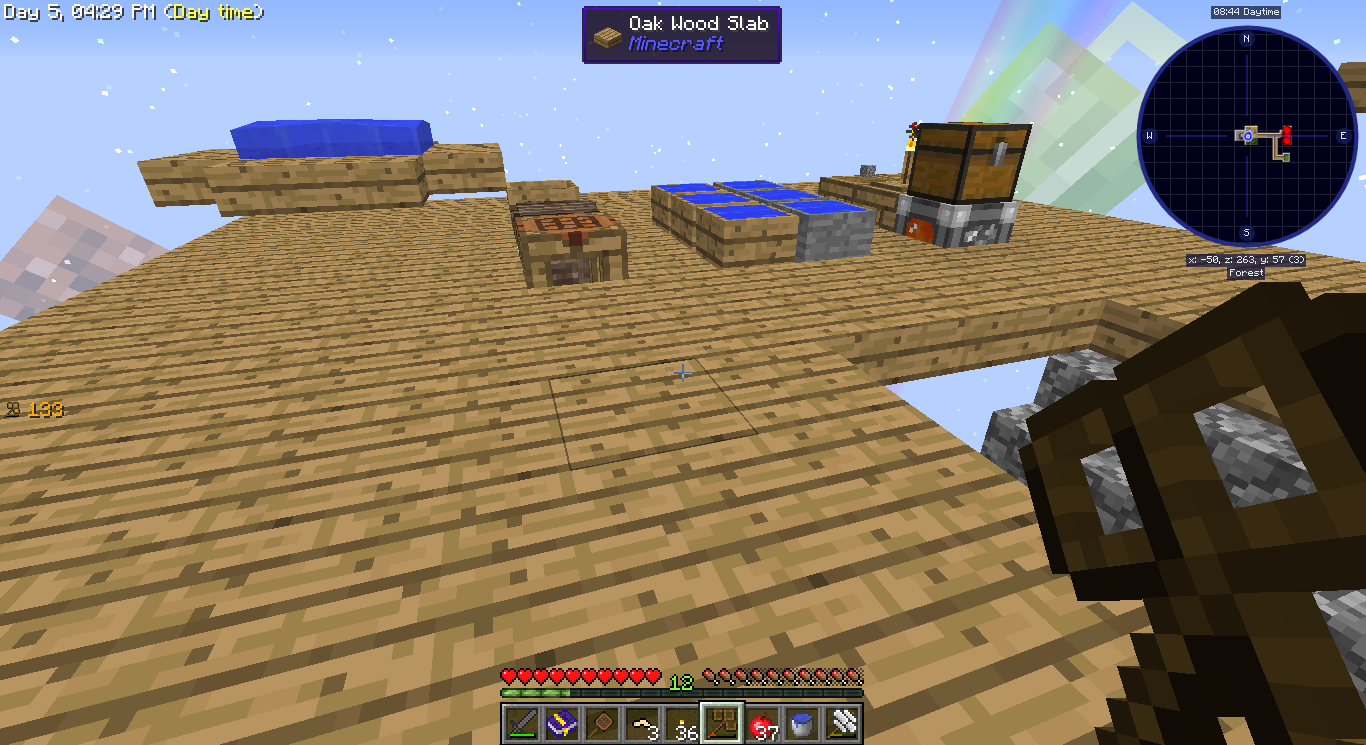 Day 5, 04:29 PM (Day time)
Oak Wood Slab
Minecraft
08:44 Daytime
N
W
E
S
x: -50, z: 263, y: 57 (3)
Forest
133
12
3
36
37